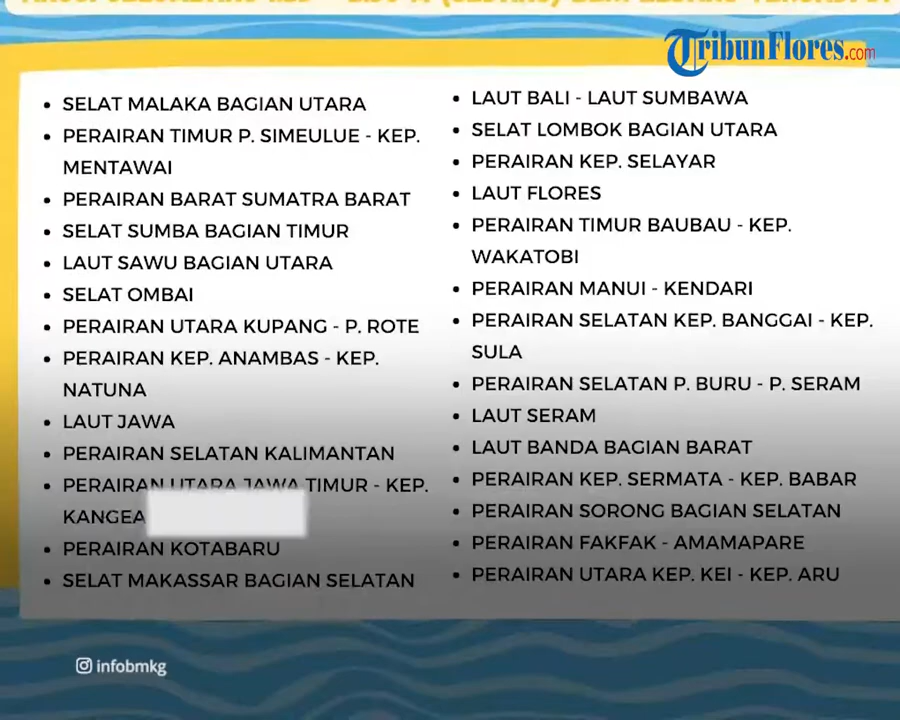 TribunFlores.com
SELAT MALAKA BAGIAN UTARA
PERAIRAN TIMUR P. SIMEULUE - KEP.
MENTAWAI
PERAIRAN BARAT SUMATRA BARAT
SELAT SUMBA BAGIAN TIMUR
LAUT SAWU BAGIAN UTARA
SELAT OMBAI
PERAIRAN UTARA KUPANG - P. ROTE
PERAIRAN KEP. ANAMBAS - KEP.
NATUNA
LAUT JAWA
PERAIRAN SELATAN KALIMANTAN
PERAIRAN UTARA JAWA TIMUR - KEP.
KANGEA
PERAIRAN KOTABARU
SELAT MAKASSAR BAGIAN SELATAN
LAUT BALI - LAUT SUMBAWA
SELAT LOMBOK BAGIAN UTARA
PERAIRAN KEP. SELAYAR
LAUT FLORES
PERAIRAN TIMUR BAUBAU - KEP.
WAKATOBI
PERAIRAN MANUI - KENDARI
PERAIRAN SELATAN KEP. BANGGAI - KEP.
SULA
PERAIRAN SELATAN P. BURU - P. SERAM
LAUT SERAM
LAUT BANDA BAGIAN BARAT
PERAIRAN KEP. SERMATA - KEP. BABAR
PERAIRAN SORONG BAGIAN SELATAN
PERAIRAN FAKFAK - AMAMAPARE
PERAIRAN UTARA KEP. KEI - KEP. ARU
infobmkg